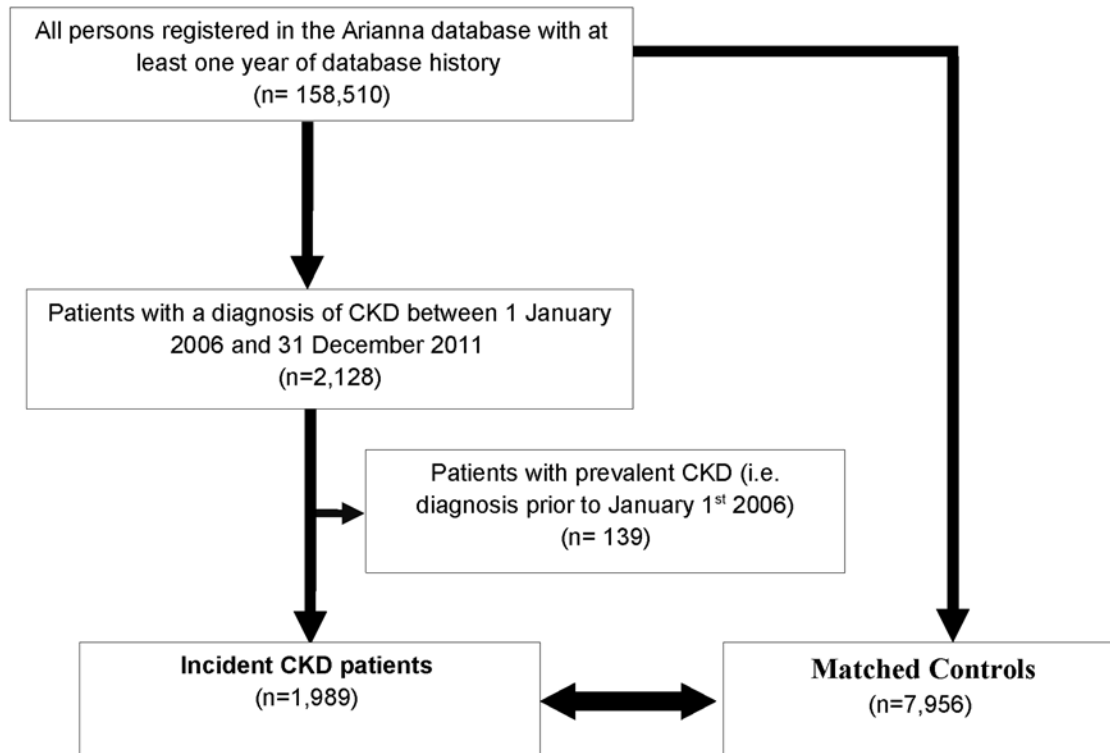 All persons registered in the Arianna database with at
least one year of database history
(n= 158,510)
Patients with a diagnosis of CKD between 1 January
2006 and 31 December 2011
(n=2,128)
Patients with prevalent CKD (i.e.
diagnosis prior to January 1st 2006)
(n= 139)
Incident CKD patients
(n=1,989)
Matched Controls
(n=7,956)